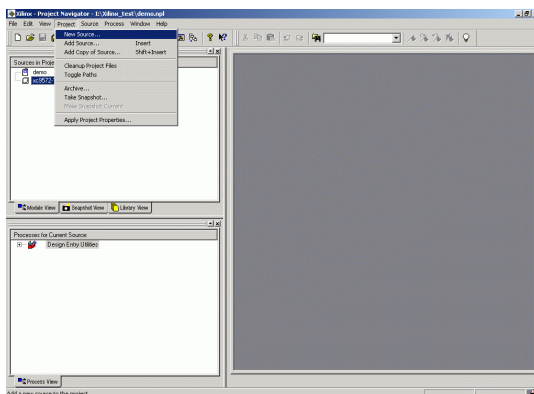 Xilinx - Project Navigator - E:\Xilinx_test\demo.npl
File Edit View Project Source Process Window Help
New Source...
Add Source... Insert
Add Copy of Source... Shift+Insert
Cleanup Project Files
Toggle Paths
Archive...
Take Snapshot...
Make Snapshot Current
Apply Project Properties...
Sources in Proje
demo
xc9572-
Module View Snapshot View Library View
Processes for Current Source:
Design Entry Utilities
Process View
Add a new source to the project